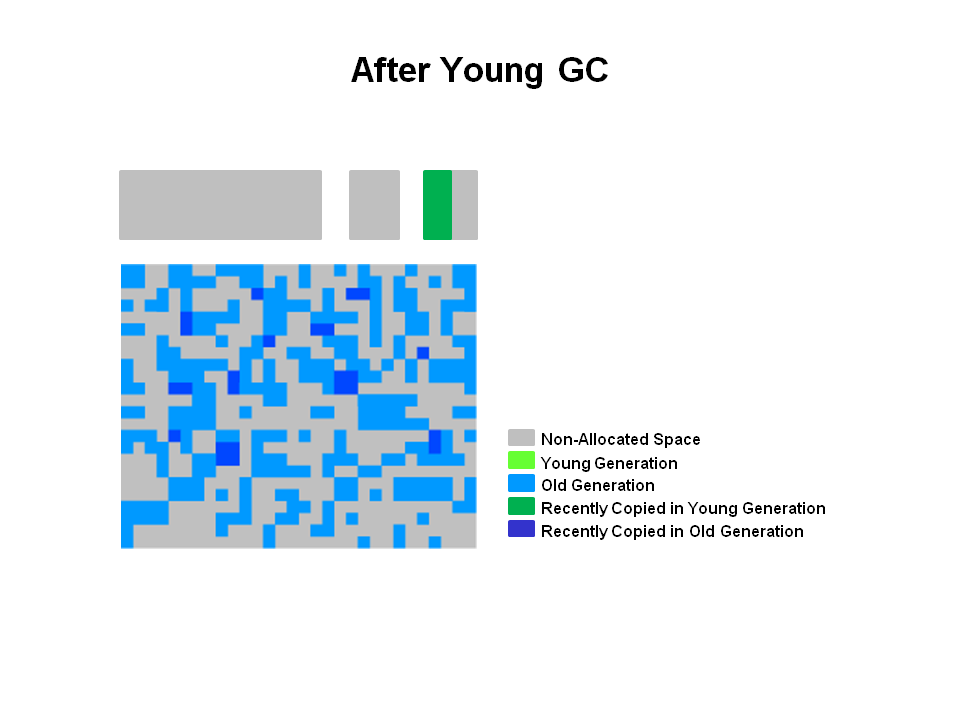 After Young GC
Non-Allocated Space
Young Generation
Old Generation
Recently Copied in Young Generation
Recently Copied in Old Generation